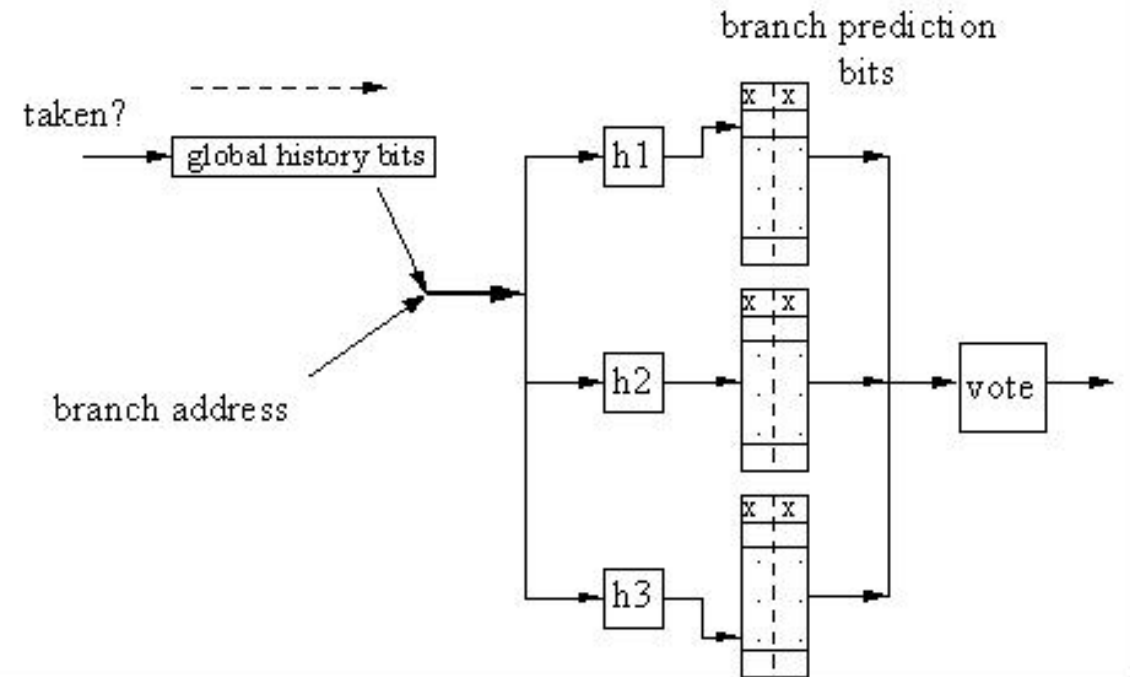 branch prediction
bits
taken?
global history bits
x x
h1
x x
h2
vote
branch address
x x
h3